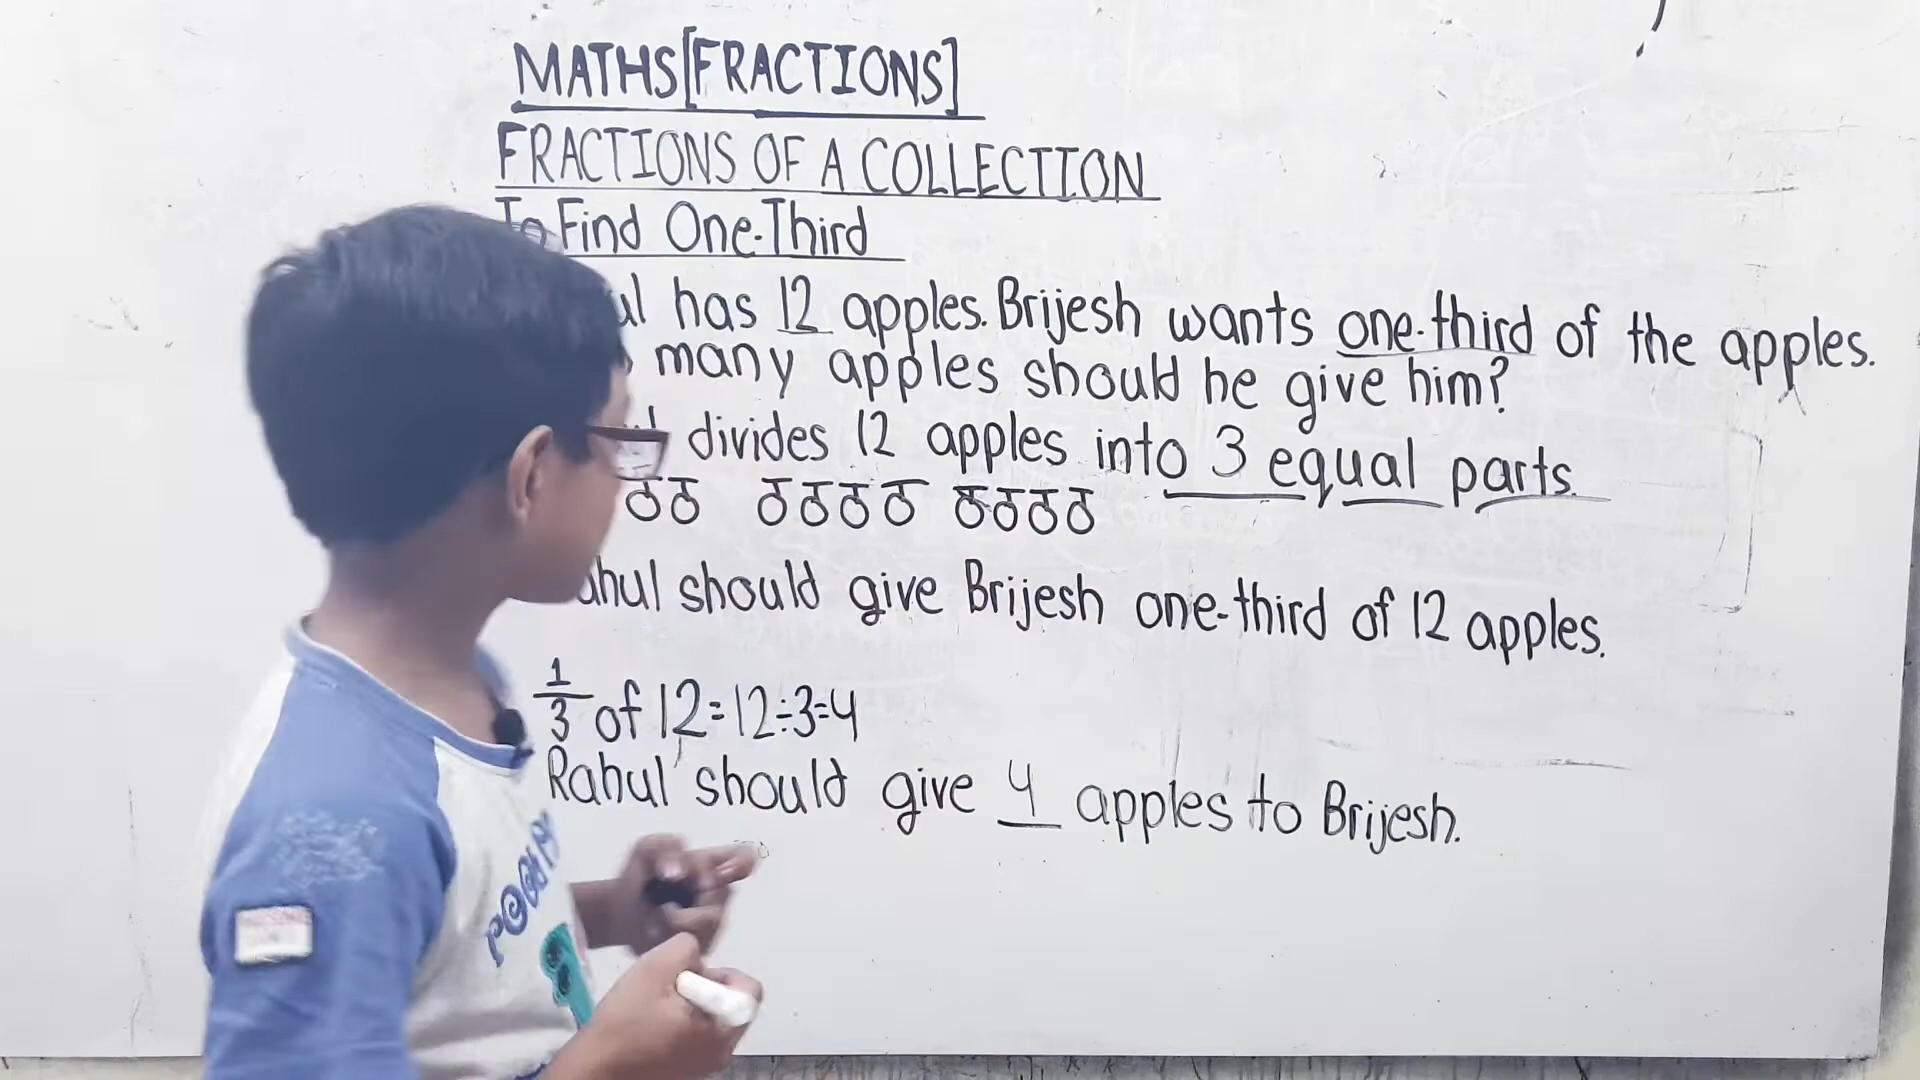 MATHS[FRACTIONS]
FRACTIONS OF A COLLECTION
To Find One-Third
has 12 apples. Brijesh wants one-third of the apples.
many apples should he give him?
divides 12 apples into 3 equal parts.
Rahul should give Brijesh one-third of 12 apples.
1/3 of 12=12÷3=4
Rahul should give 4 apples to Brijesh.